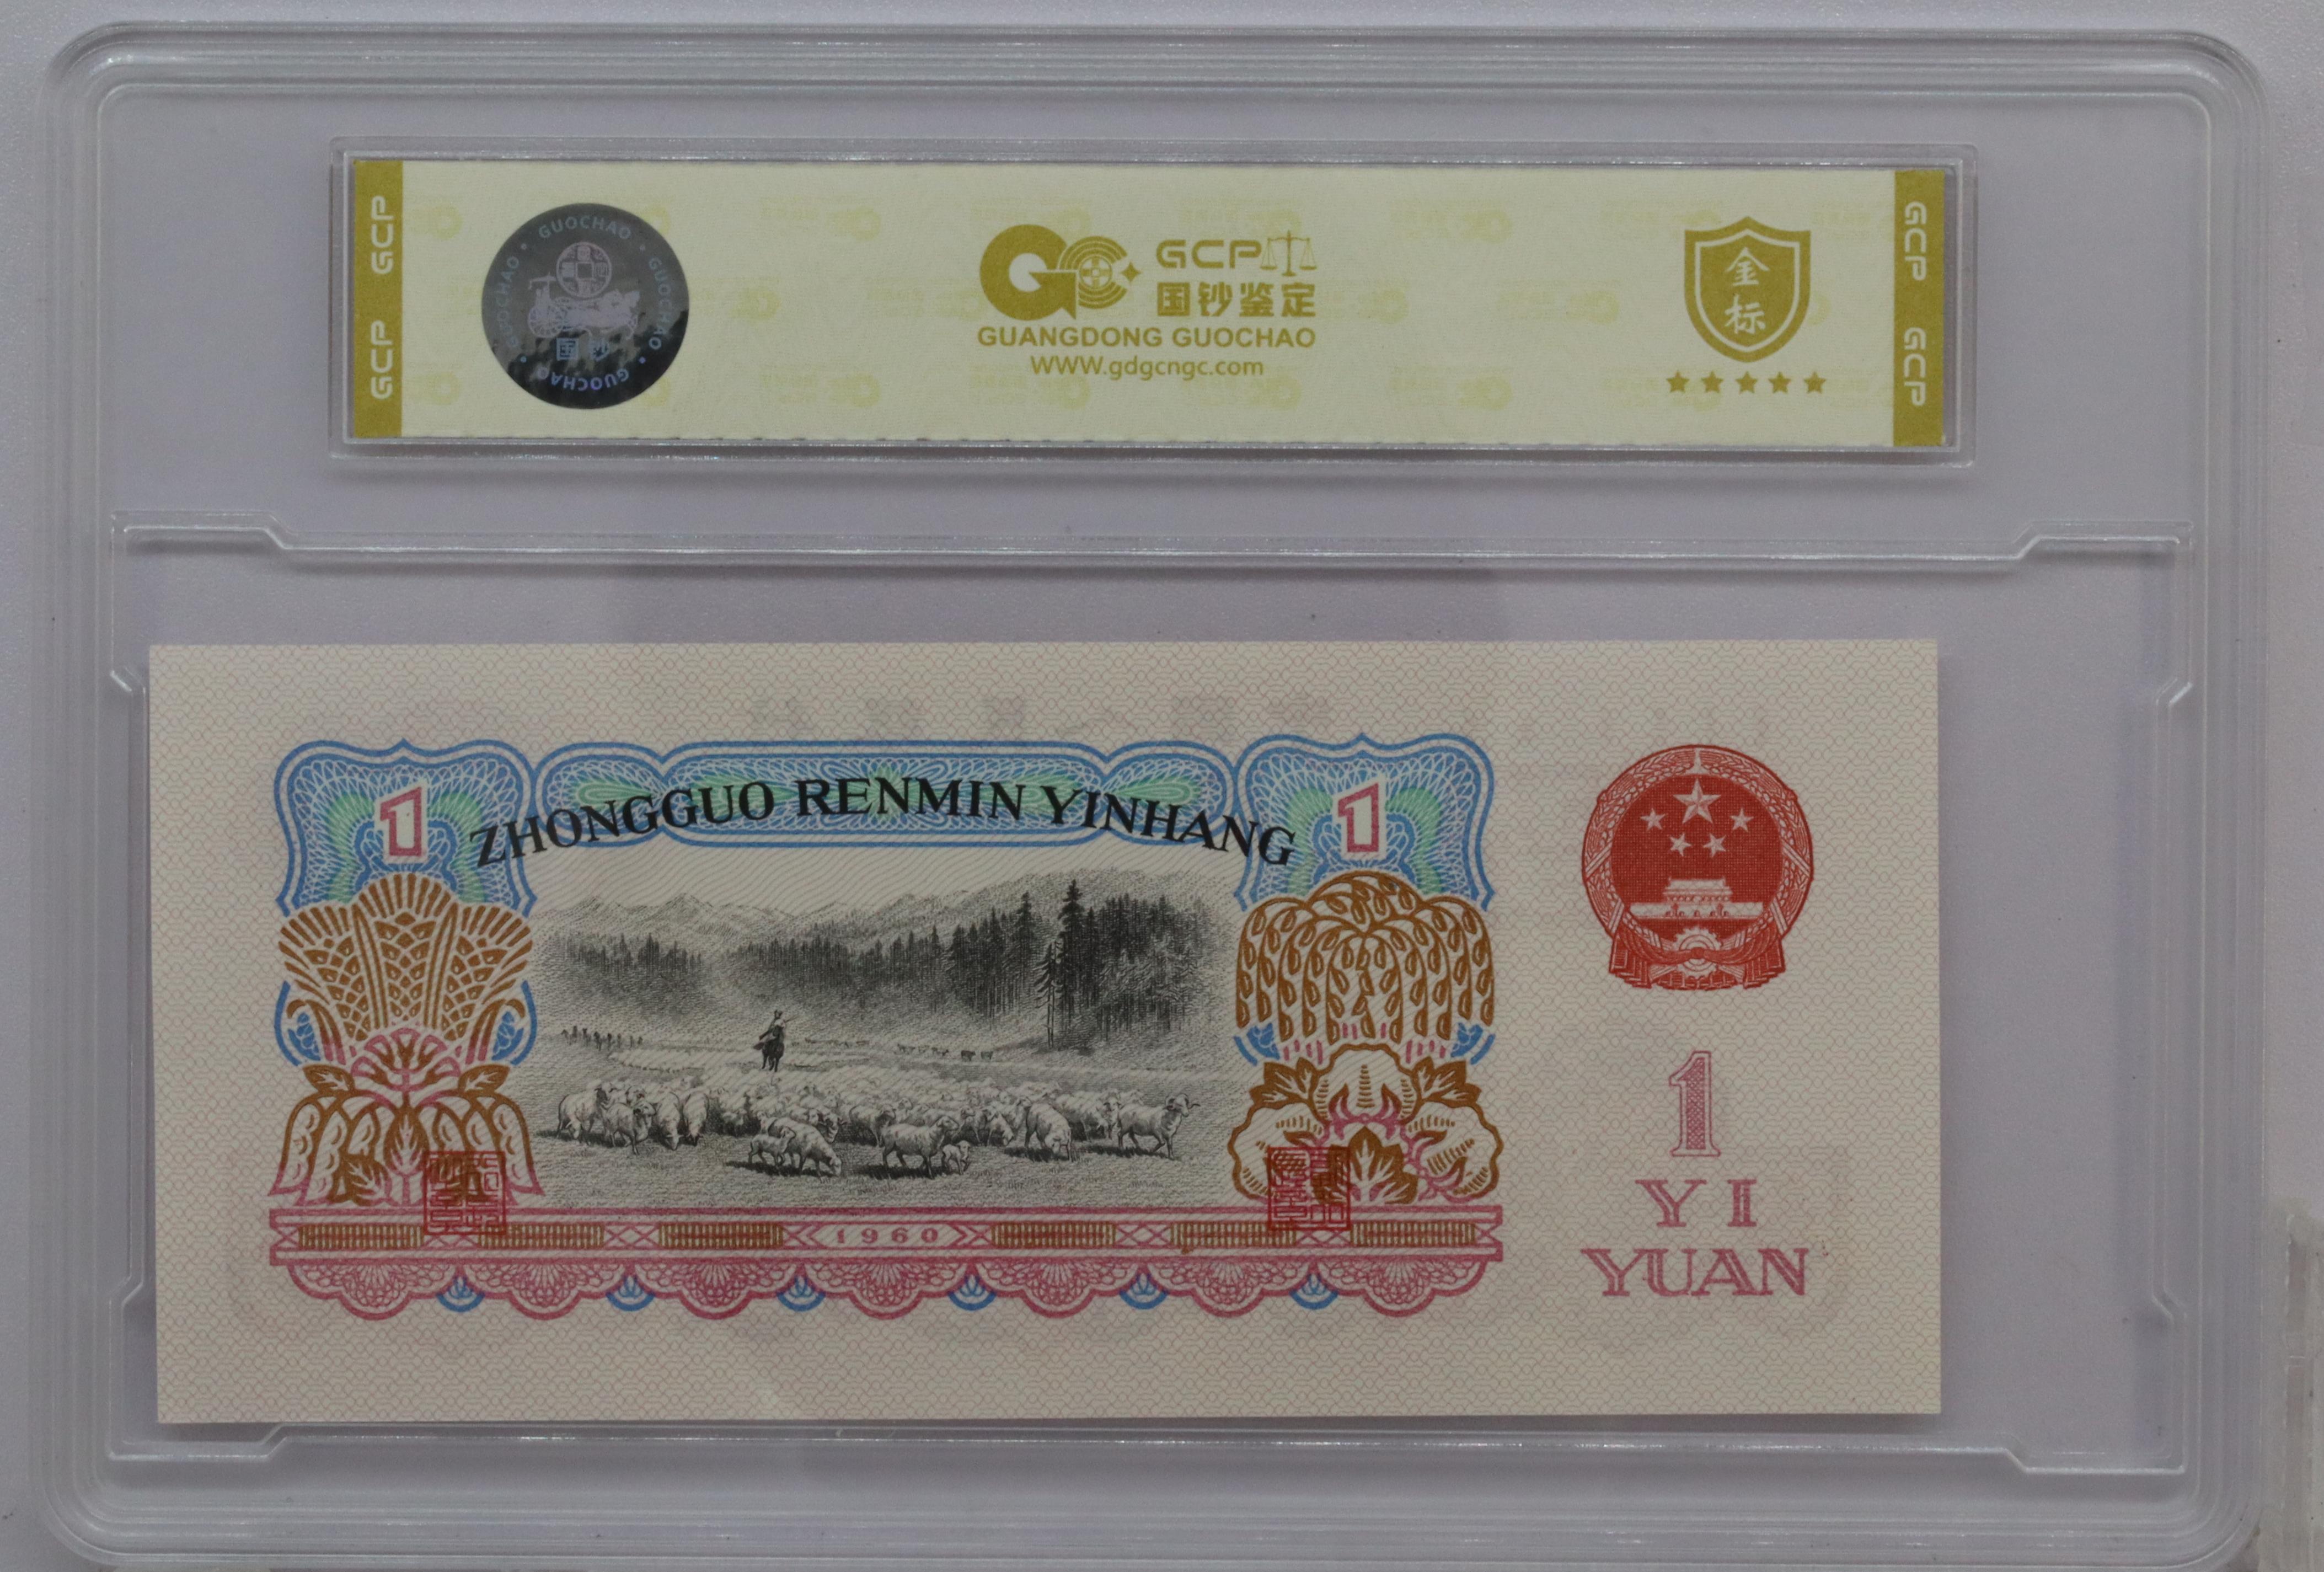 GCP GCP
GUOCHAO GUOCHAO GUOCHAO GUOCHAO
国钞
GCP
国钞鉴定
GUANGDONG GUOCHAO
WWW.gdgcngc.com
金
标
GCP GCP
1
ZHONGGUO RENMIN YINHANG
1
1960
1
YI
YUAN